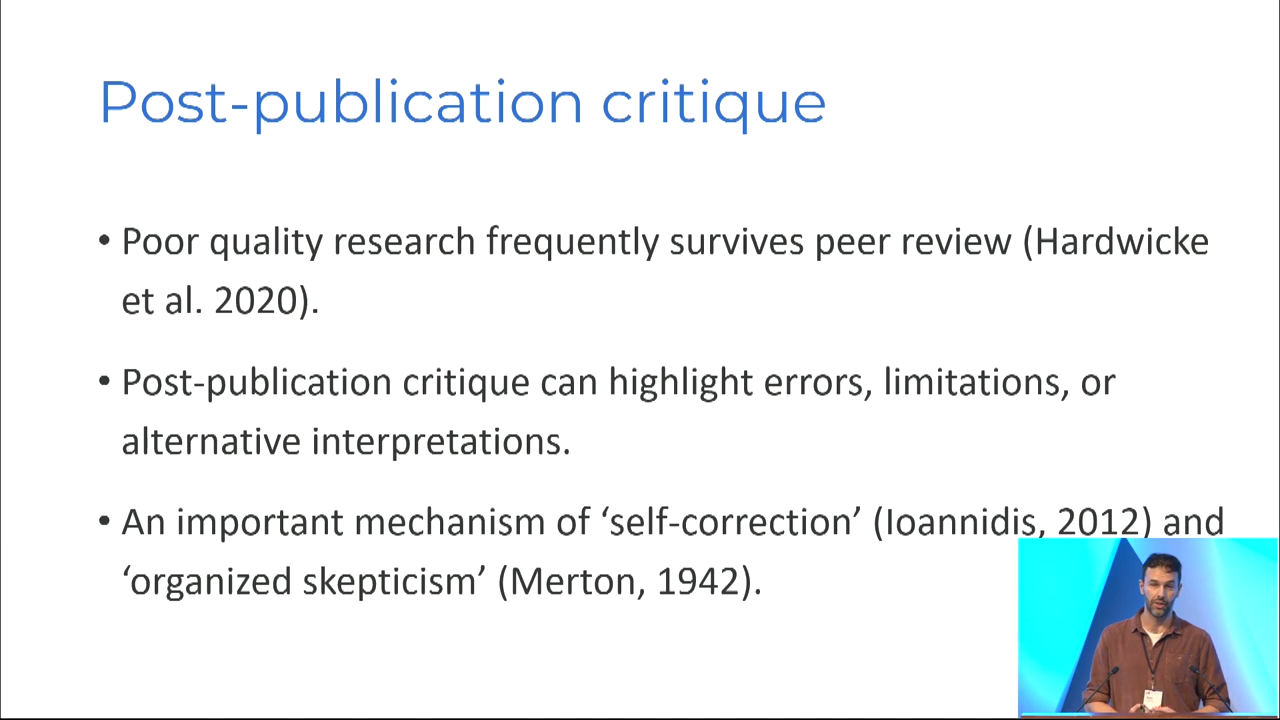 Post-publication critique
• Poor quality research frequently survives peer review (Hardwicke
et al. 2020).
• Post-publication critique can highlight errors, limitations, or
alternative interpretations.
• An important mechanism of ‘self-correction’ (Ioannidis, 2012) and
‘organized skepticism’ (Merton, 1942).